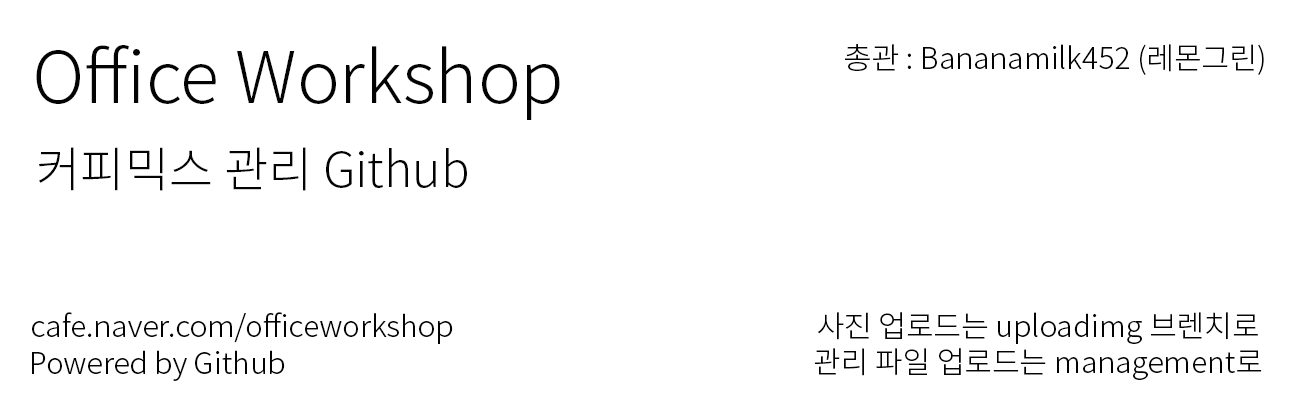 Office Workshop
총관 : Bananamilk452 (레몬그린)
커피믹스 관리 Github
cafe.naver.com/officeworkshop
Powered by Github
사진 업로드는 uploadimg 브렌치로
관리 파일 업로드는 management로